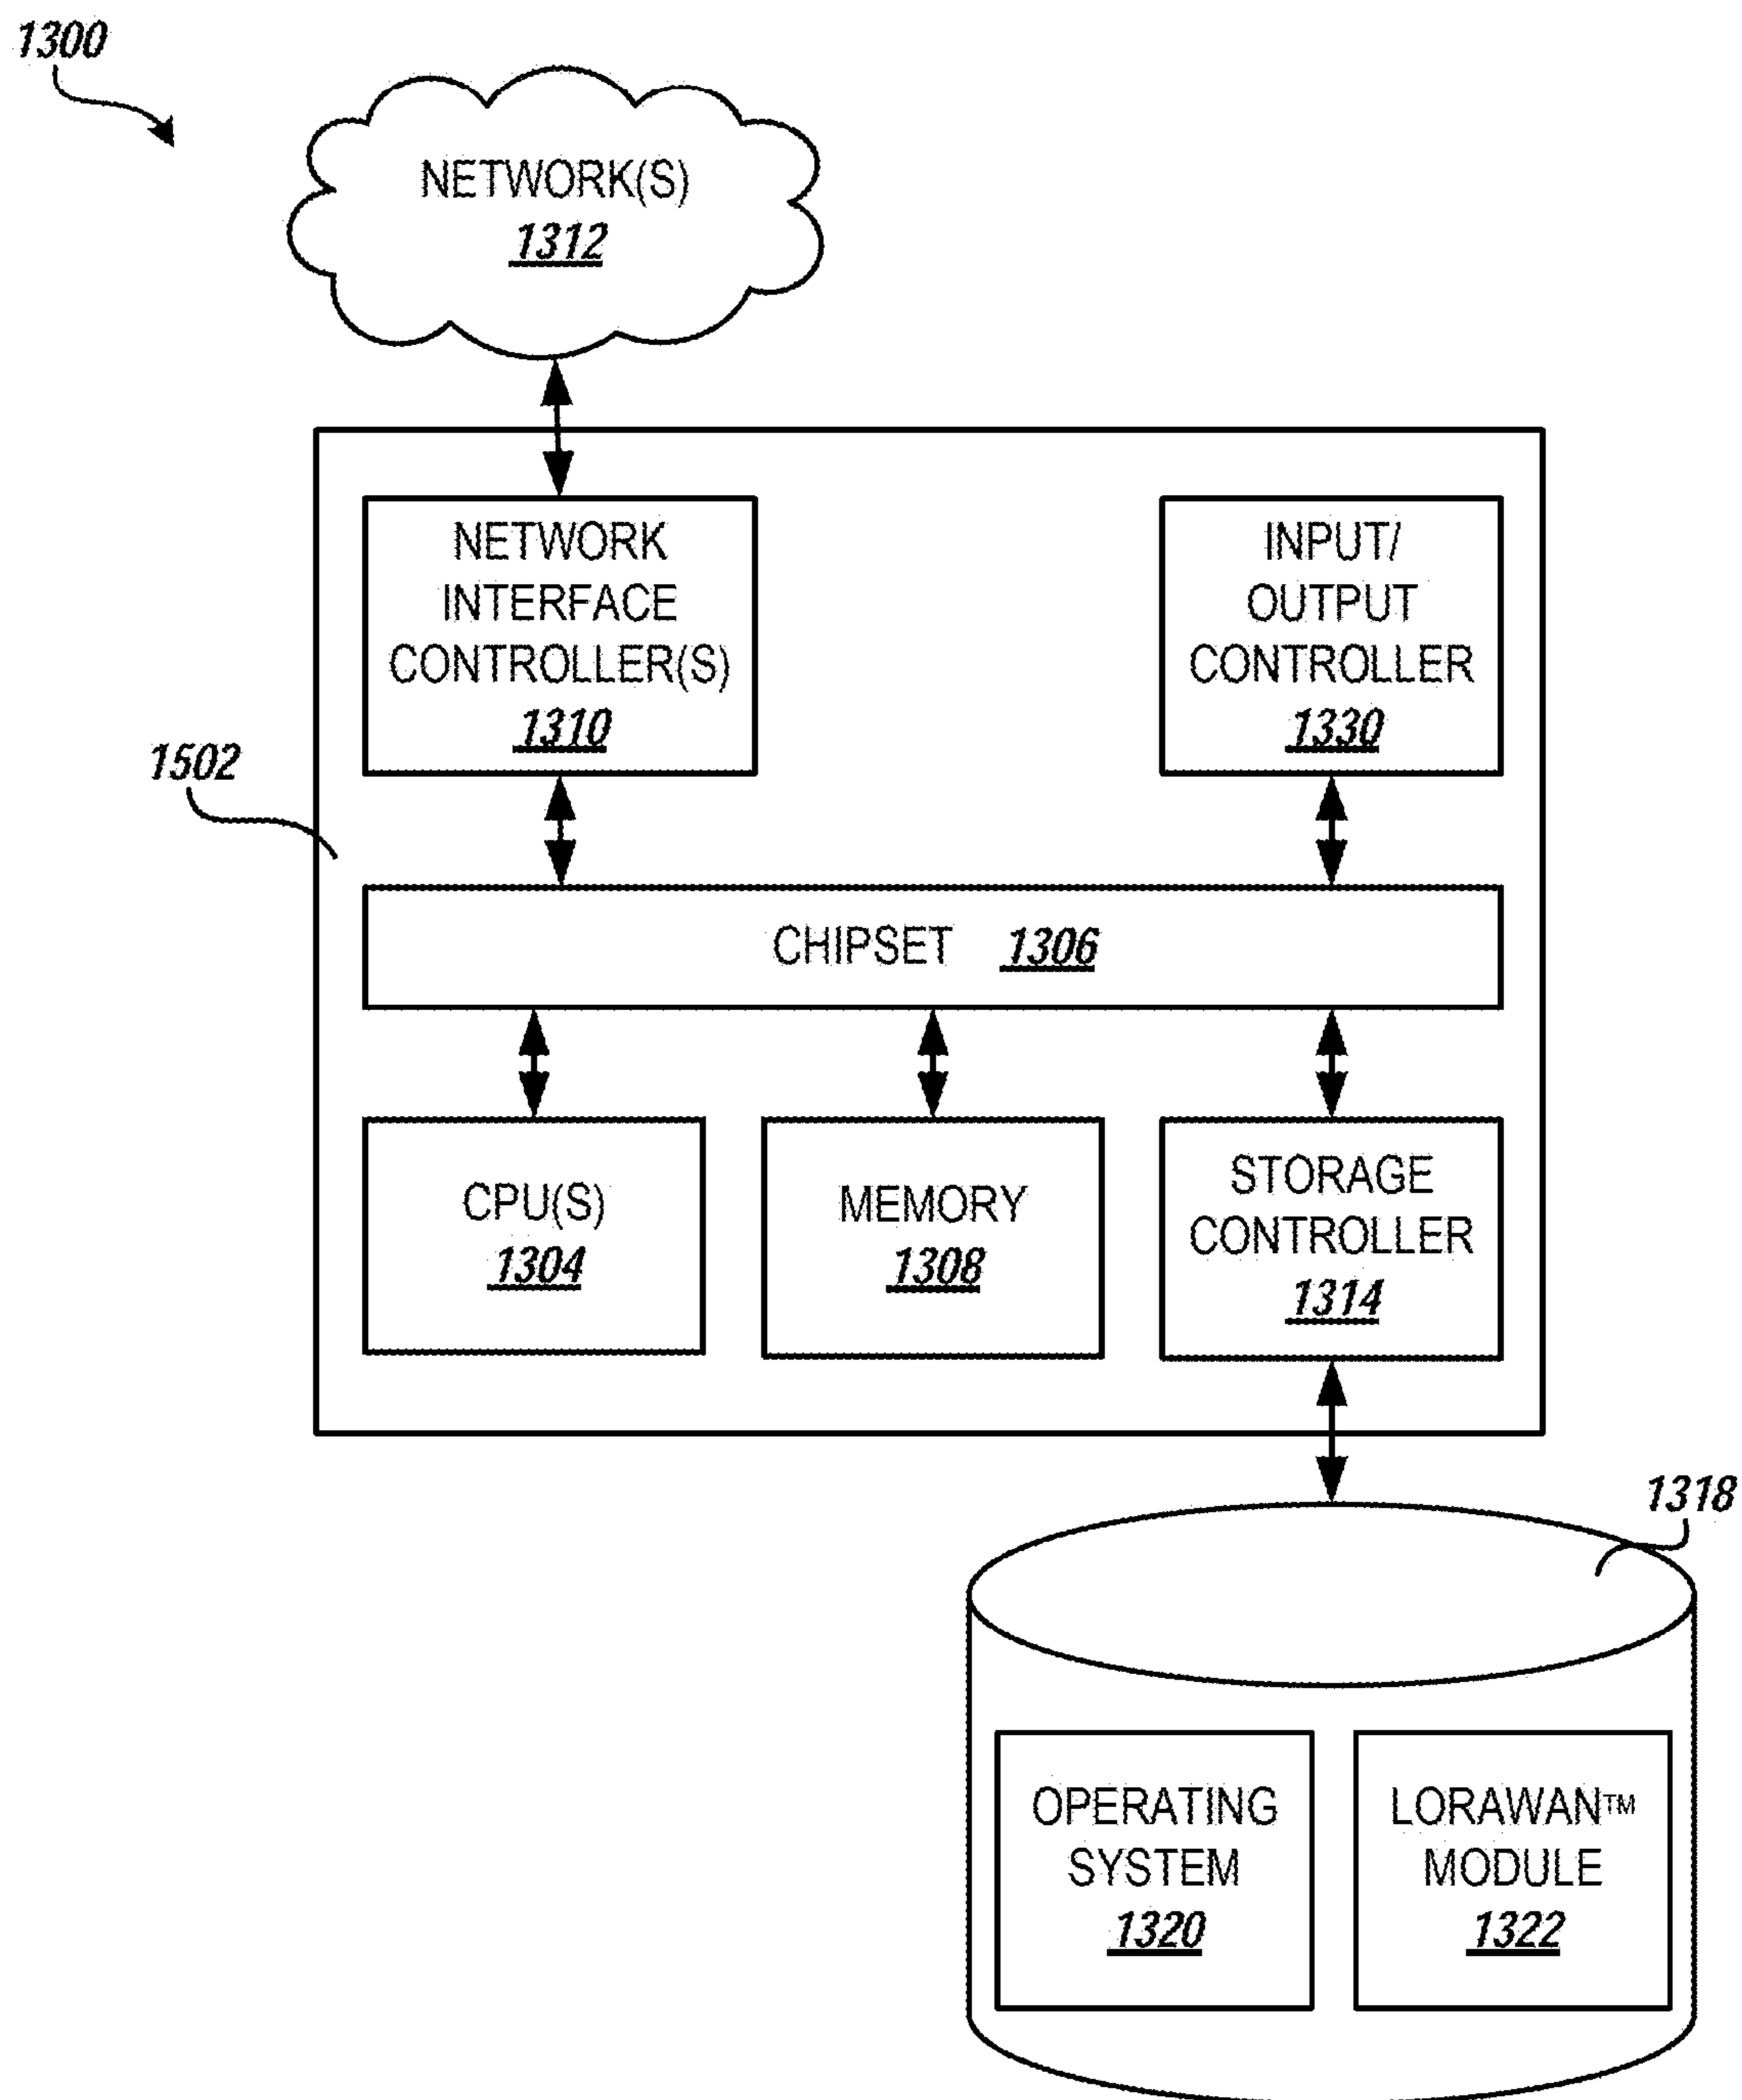 1300
NETWORK(S)
1312
NETWORK
INTERFACE
CONTROLLER(S)
1310
INPUT/
OUTPUT
CONTROLLER
1330
1502
CHIPSET 1306
CPU(S)
1304
MEMORY
1308
STORAGE
CONTROLLER
1314
1318
OPERATING
SYSTEM
1320
LORAWAN™
MODULE
1322